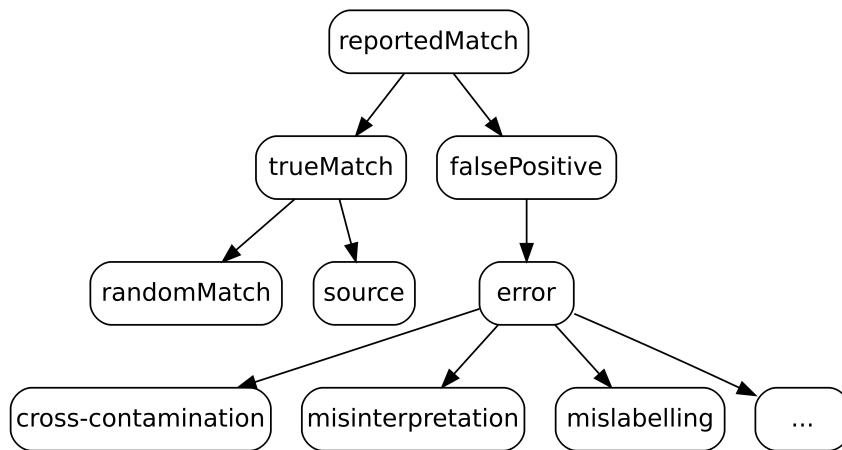 reportedMatch
trueMatch
falsePositive
randomMatch
source
error
cross-contamination
misinterpretation
mislabelling
...